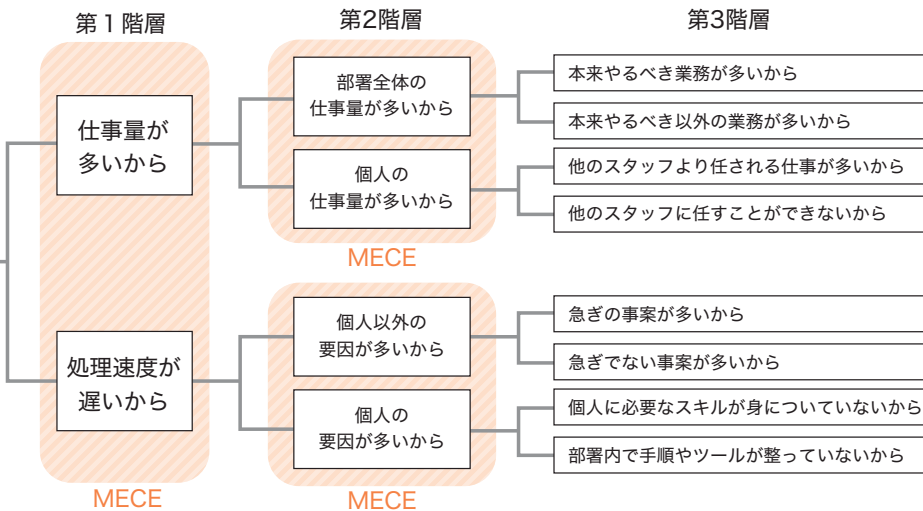 第1階層
第2階層
第3階層
仕事量が
多いから
部署全体の
仕事量が多いから
本来やるべき業務が多いから
本来やるべき以外の業務が多いから
個人の
仕事量が多いから
他のスタッフより任される仕事が多いから
他のスタッフに任すことができないから
MECE
処理速度が
遅いから
個人以外の
要因が多いから
急ぎの事案が多いから
急ぎでない事案が多いから
個人の
要因が多いから
個人に必要なスキルが身についていないから
部署内で手順やツールが整っていないから
MECE
MECE